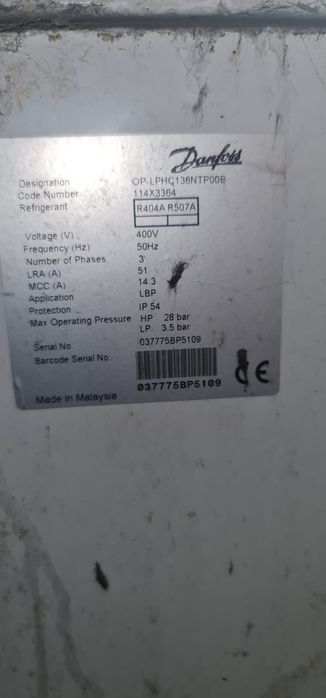 Danfoss
Designation OP-LPHC136NTP00E
Code Number 114X3364
Refrigerant R404A R507A
Voltage (V) 400V
Frequency (Hz) 50Hz
Number of Phases 3
LRA (A) 51
MCC (A) 14.3
Application LBP
Protection IP 54
Max Operating Pressure HP 28 bar
LP 3.5 bar
Serial No 037775BP5109
Barcode Serial No.
037775BP5109
CE
Made in Malaysia